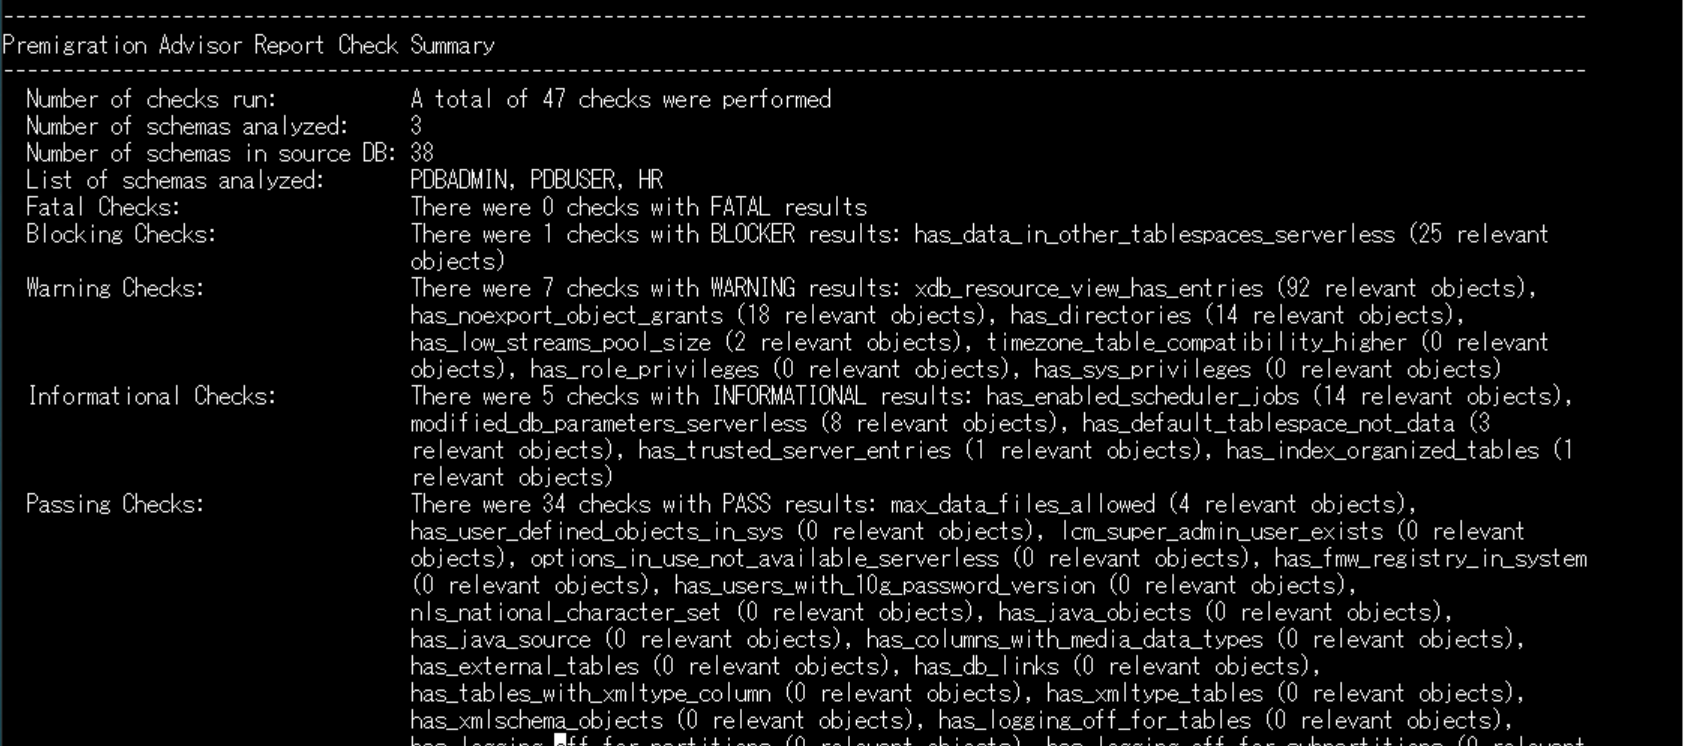 --------------------------------------------------------------------------------
Premigration Advisor Report Check Summary
--------------------------------------------------------------------------------
Number of checks run: A total of 47 checks were performed
Number of schemas analyzed: 3
Number of schemas in source DB: 38
List of schemas analyzed: PDBADMIN, PDBUSER, HR
Fatal Checks: There were 0 checks with FATAL results
Blocking Checks: There were 1 checks with BLOCKER results: has_data_in_other_tablespaces_serverless (25 relevant
objects)
Warning Checks: There were 7 checks with WARNING results: xdb_resource_view_has_entries (92 relevant objects),
has_noexport_object_grants (18 relevant objects), has_directories (14 relevant objects),
has_low_streams_pool_size (2 relevant objects), timezone_table_compatibility_higher (0 relevant
objects), has_role_privileges (0 relevant objects), has_sys_privileges (0 relevant objects)
Informational Checks: There were 5 checks with INFORMATIONAL results: has_enabled_scheduler_jobs (14 relevant objects),
modified_db_parameters_serverless (8 relevant objects), has_default_tablespace_not_data (3
relevant objects), has_trusted_server_entries (1 relevant objects), has_index_organized_tables (1
relevant objects)
Passing Checks: There were 34 checks with PASS results: max_data_files_allowed (4 relevant objects),
has_user_defined_objects_in_sys (0 relevant objects), lcm_super_admin_user_exists (0 relevant
objects), options_in_use_not_available_serverless (0 relevant objects), has_fmw_registry_in_system
(0 relevant objects), has_users_with_10g_password_version (0 relevant objects),
nls_national_character_set (0 relevant objects), has_java_objects (0 relevant objects),
has_java_source (0 relevant objects), has_columns_with_media_data_types (0 relevant objects),
has_external_tables (0 relevant objects), has_db_links (0 relevant objects),
has_tables_with_xmltype_column (0 relevant objects), has_xmltype_tables (0 relevant objects),
has_xmlschema_objects (0 relevant objects), has_logging_off_for_tables (0 relevant objects),
has_logging_off_for_partitions (0 relevant objects), has_logging_off_for_subpartitions (0 relevant